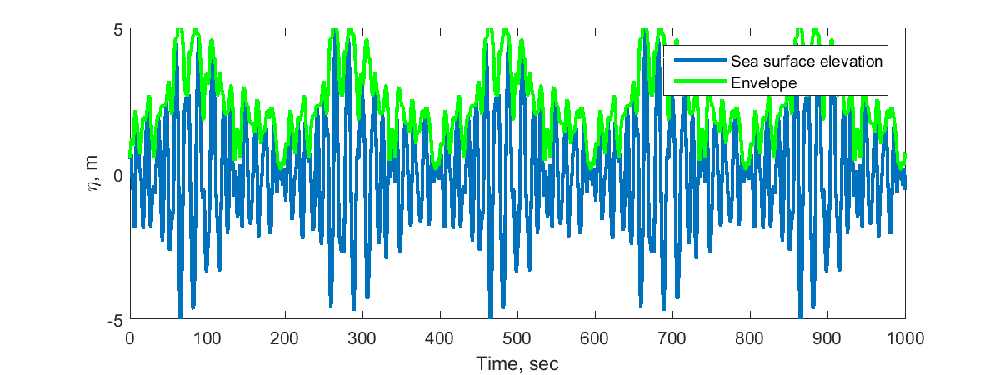 5
0
-5
η, m
0 100 200 300 400 500 600 700 800 900 1000
Time, sec
Sea surface elevation
Envelope